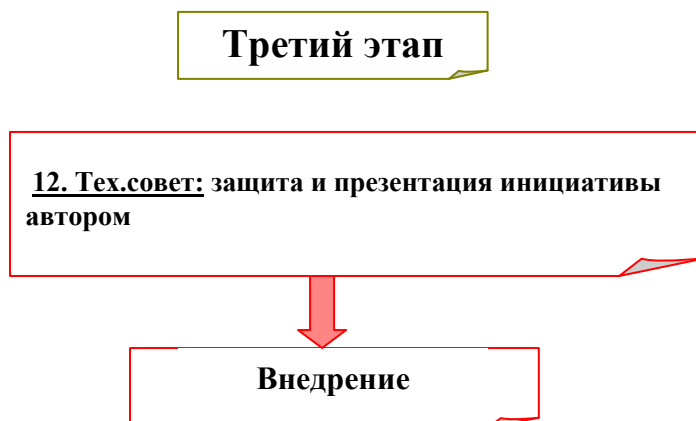 Третий этап
12. Тех.совет: защита и презентация инициативы
автором
Внедрение